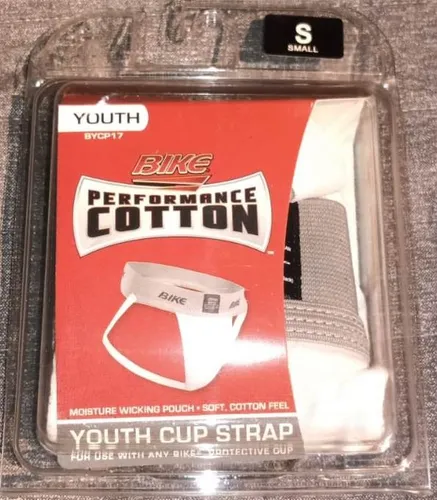 S
SMALL
YOUTH
BYCP17
BIKE
PERFORMANCE
COTTON
BIKE
BIKE
MOISTURE WICKING POUCH • SOFT, COTTON FEEL
YOUTH CUP STRAP
FOR USE WITH ANY BIKE® PROTECTIVE CUP